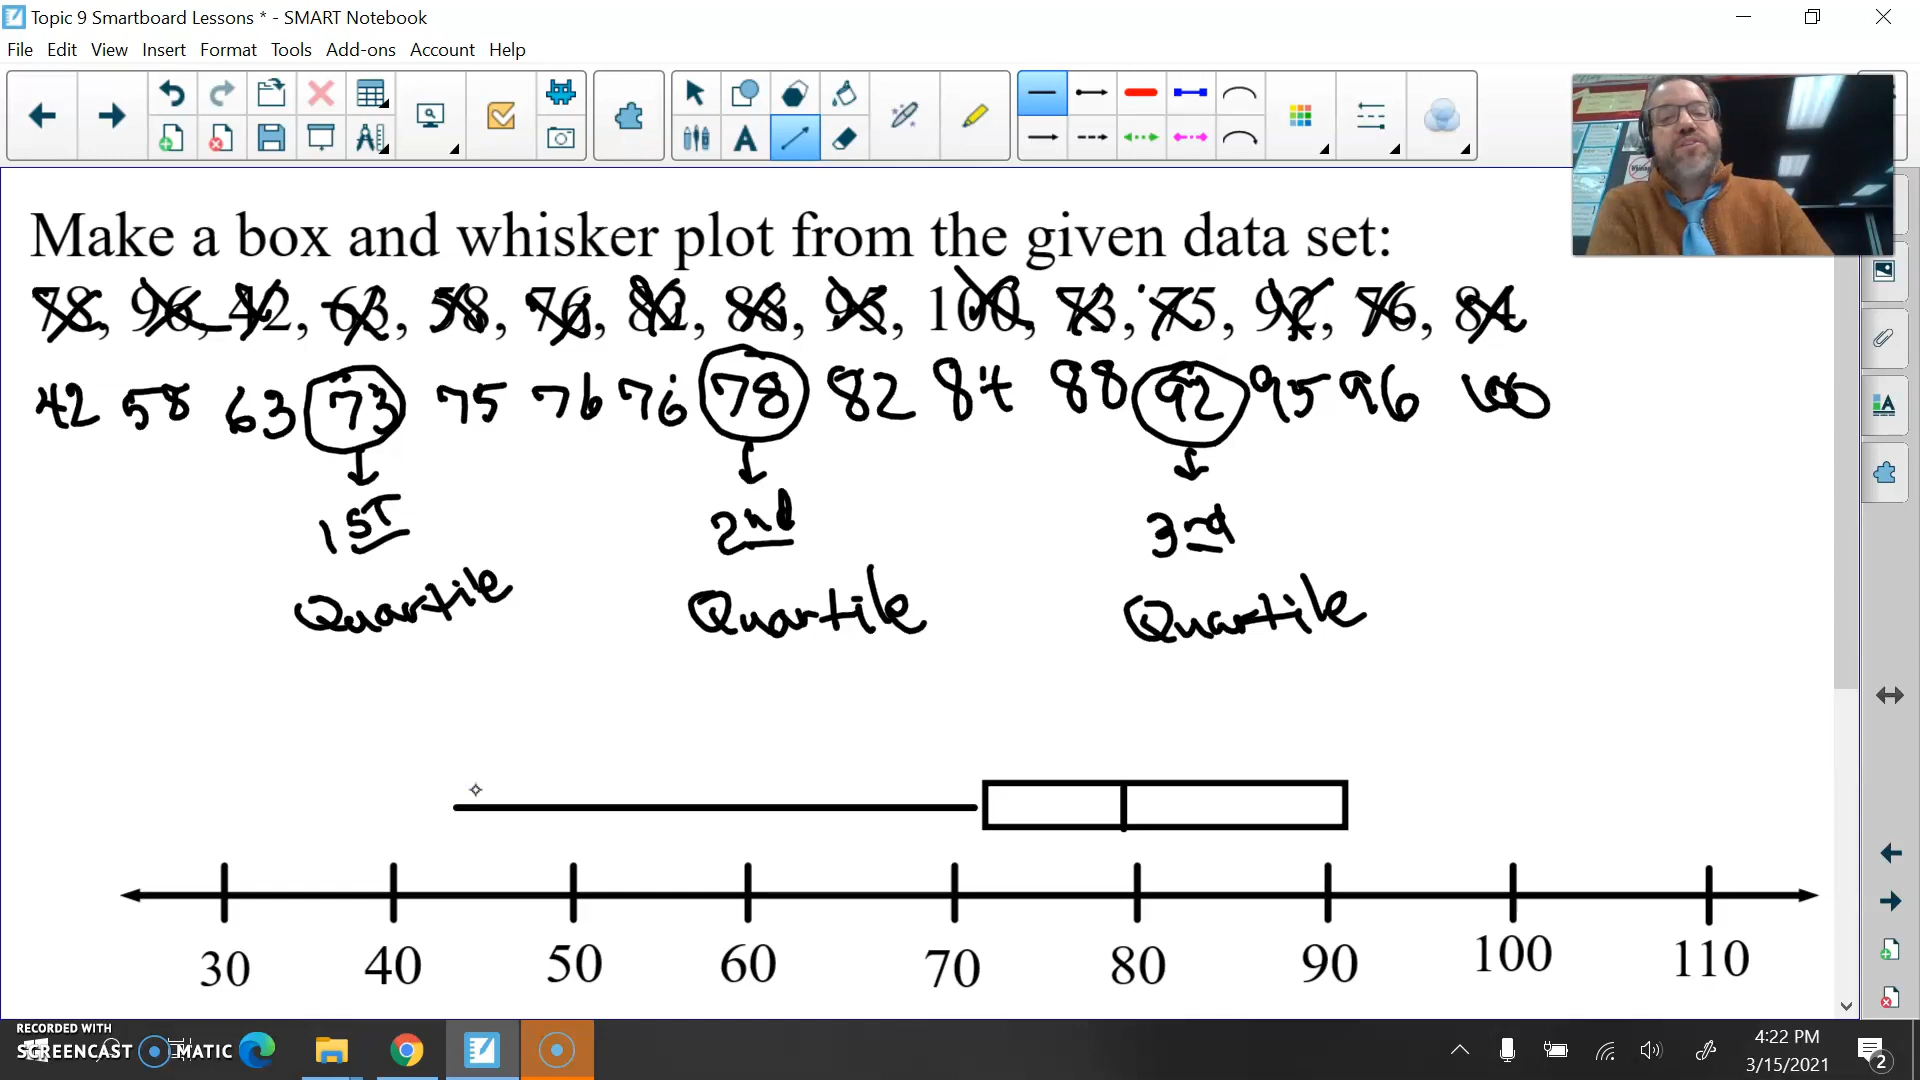 Topic 9 Smartboard Lessons * - SMART Notebook
File Edit View Insert Format Tools Add-ons Account Help
Make a box and whisker plot from the given data set:
78, 96, 42, 63, 58, 76, 82, 88, 95, 100, 73, 75, 92, 76, 84
42 58 63 73 75 76 76 78 82 84 88 92 95 96 100
1ST 2nd 3rd
Quartile Quartile Quartile
30 40 50 60 70 80 90 100 110
RECORDED WITH
SCREENCAST MATIC
4:22 PM
3/15/2021
2